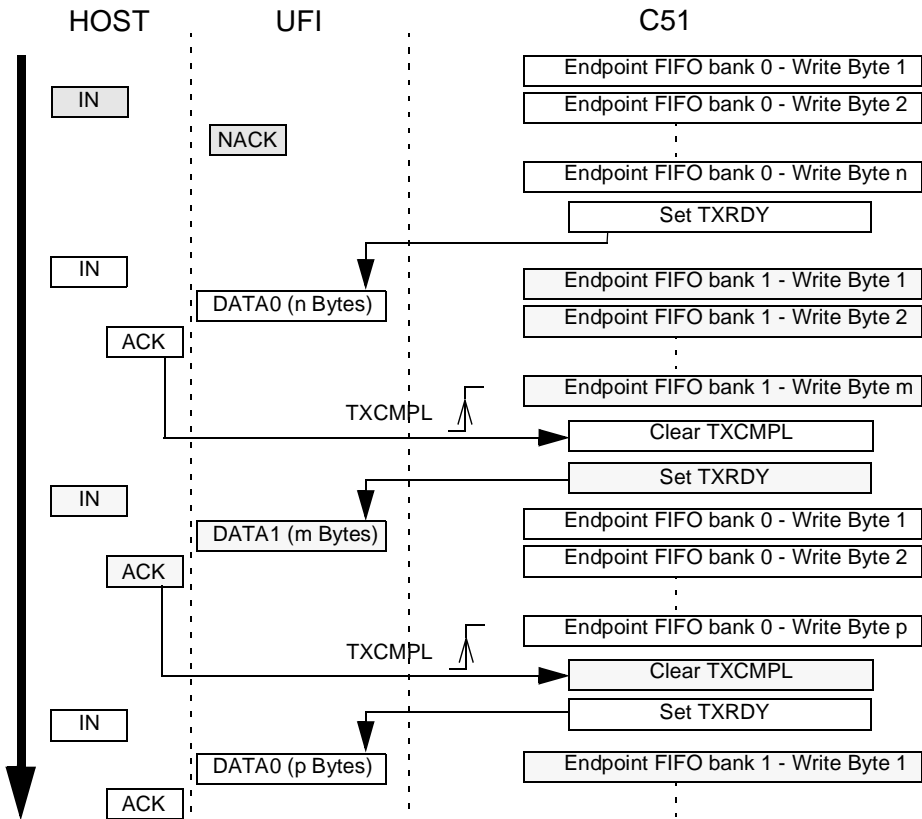 HOST UFI C51
Endpoint FIFO bank 0 - Write Byte 1
IN
Endpoint FIFO bank 0 - Write Byte 2
NACK
Endpoint FIFO bank 0 - Write Byte n
Set TXRDY
IN
Endpoint FIFO bank 1 - Write Byte 1
DATA0 (n Bytes)
Endpoint FIFO bank 1 - Write Byte 2
ACK
Endpoint FIFO bank 1 - Write Byte m
TXCMPL
Clear TXCMPL
Set TXRDY
IN
Endpoint FIFO bank 0 - Write Byte 1
DATA1 (m Bytes)
Endpoint FIFO bank 0 - Write Byte 2
ACK
Endpoint FIFO bank 0 - Write Byte p
TXCMPL
Clear TXCMPL
Set TXRDY
IN
DATA0 (p Bytes)
Endpoint FIFO bank 1 - Write Byte 1
ACK